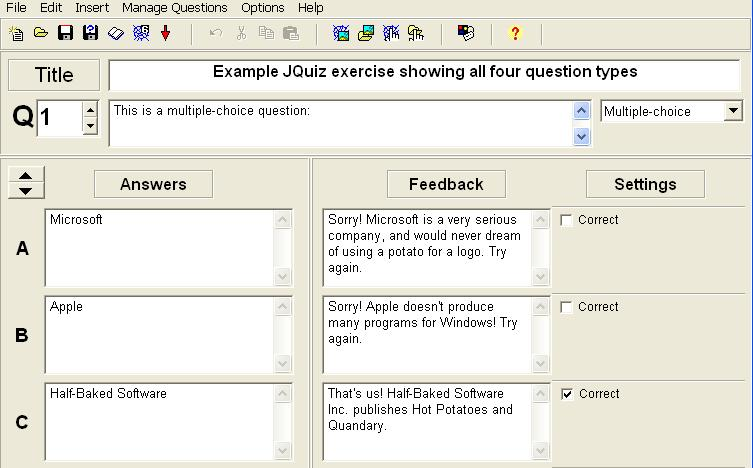 File Edit Insert Manage Questions Options Help
Title
Example JQuiz exercise showing all four question types
Q 1
This is a multiple-choice question:
Multiple-choice
Answers
Feedback
Settings
A
Microsoft
Sorry! Microsoft is a very serious
company, and would never dream
of using a potato for a logo. Try
again.
Correct
B
Apple
Sorry! Apple doesn't produce
many programs for Windows! Try
again.
Correct
C
Half-Baked Software
That's us! Half-Baked Software
Inc. publishes Hot Potatoes and
Quandary.
Correct